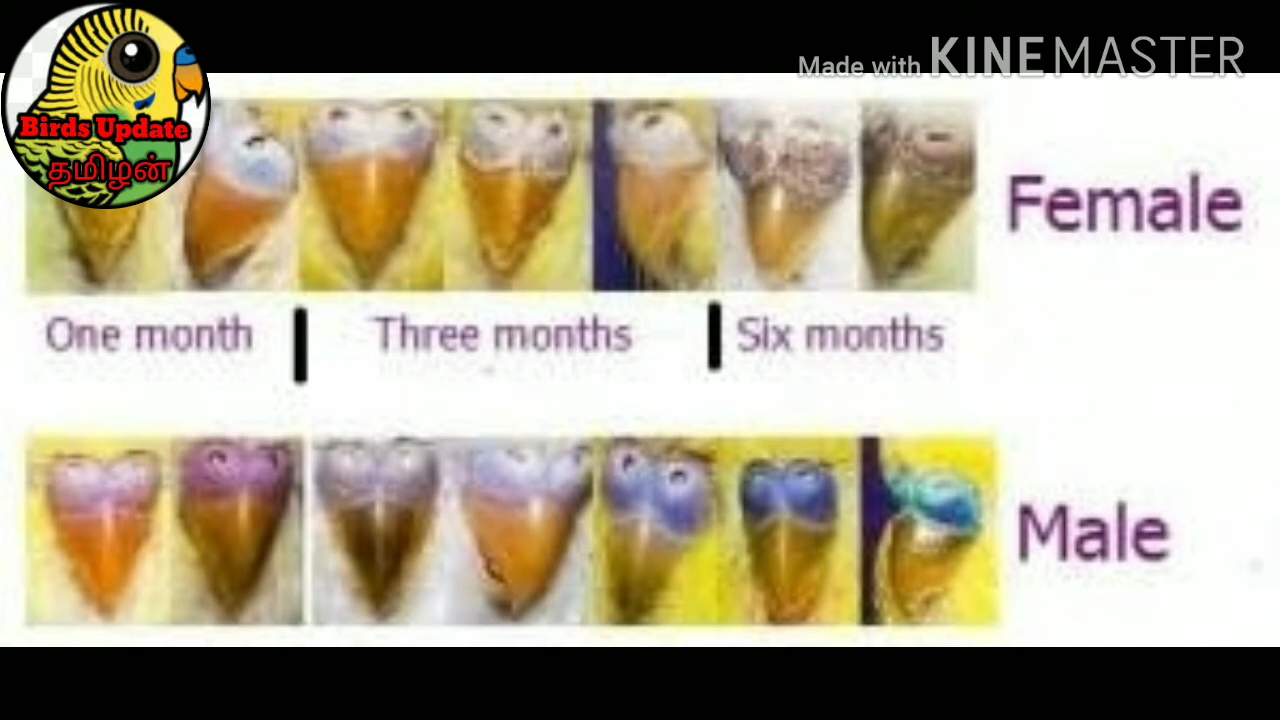 Made with KINEMASTER
Birds Update
தமிழன்
Female
One month
Three months
Six months
Male